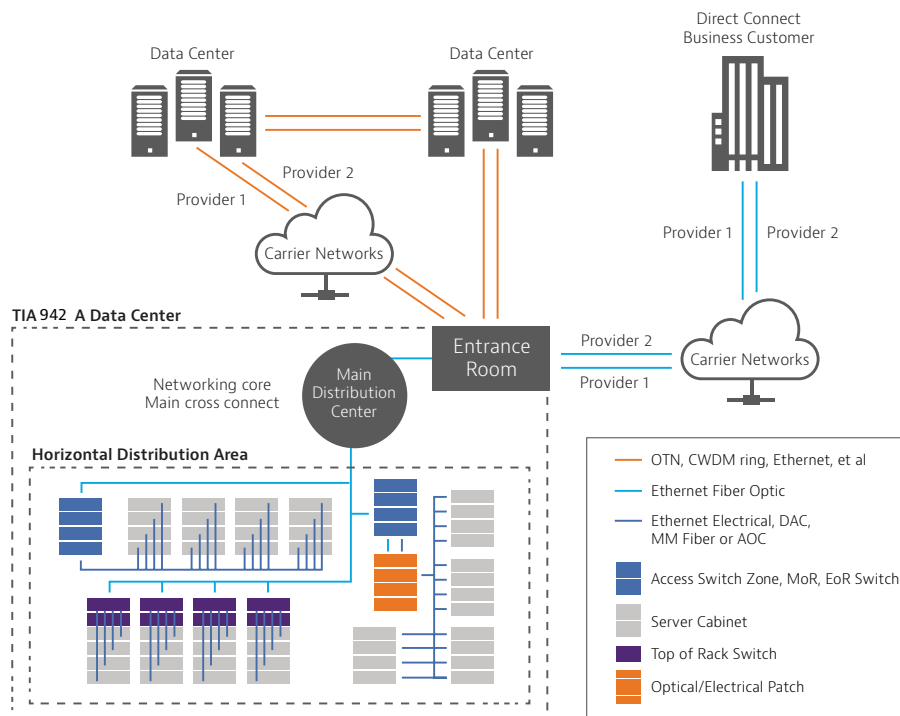 Data Center
Data Center
Direct Connect
Business Customer
Provider 2
Provider 1
Carrier Networks
Provider 1
Provider 2
TIA 942 A Data Center
Entrance
Room
Provider 2
Provider 1
Carrier Networks
Networking core
Main cross connect
Main
Distribution
Center
Horizontal Distribution Area
OTN, CWDM ring, Ethernet, et al
Ethernet Fiber Optic
Ethernet Electrical, DAC,
MM Fiber or AOC
Access Switch Zone, MoR, EoR Switch
Server Cabinet
Top of Rack Switch
Optical/Electrical Patch